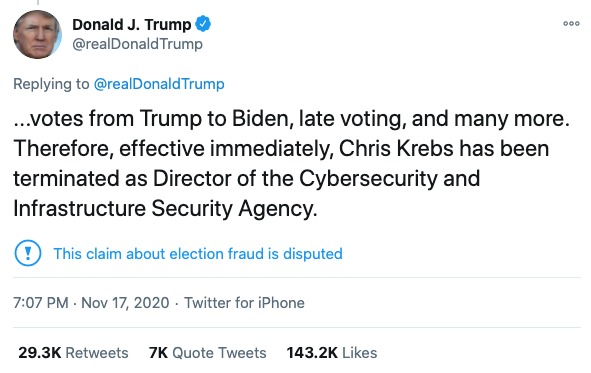 Donald J. Trump
@realDonaldTrump
Replying to @realDonaldTrump
...votes from Trump to Biden, late voting, and many more.
Therefore, effective immediately, Chris Krebs has been
terminated as Director of the Cybersecurity and
Infrastructure Security Agency.
This claim about election fraud is disputed
7:07 PM · Nov 17, 2020 · Twitter for iPhone
29.3K Retweets 7K Quote Tweets 143.2K Likes